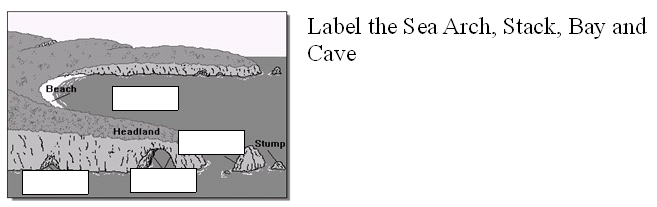 Label the Sea Arch, Stack, Bay and
Cave
Beach
Headland
Stump